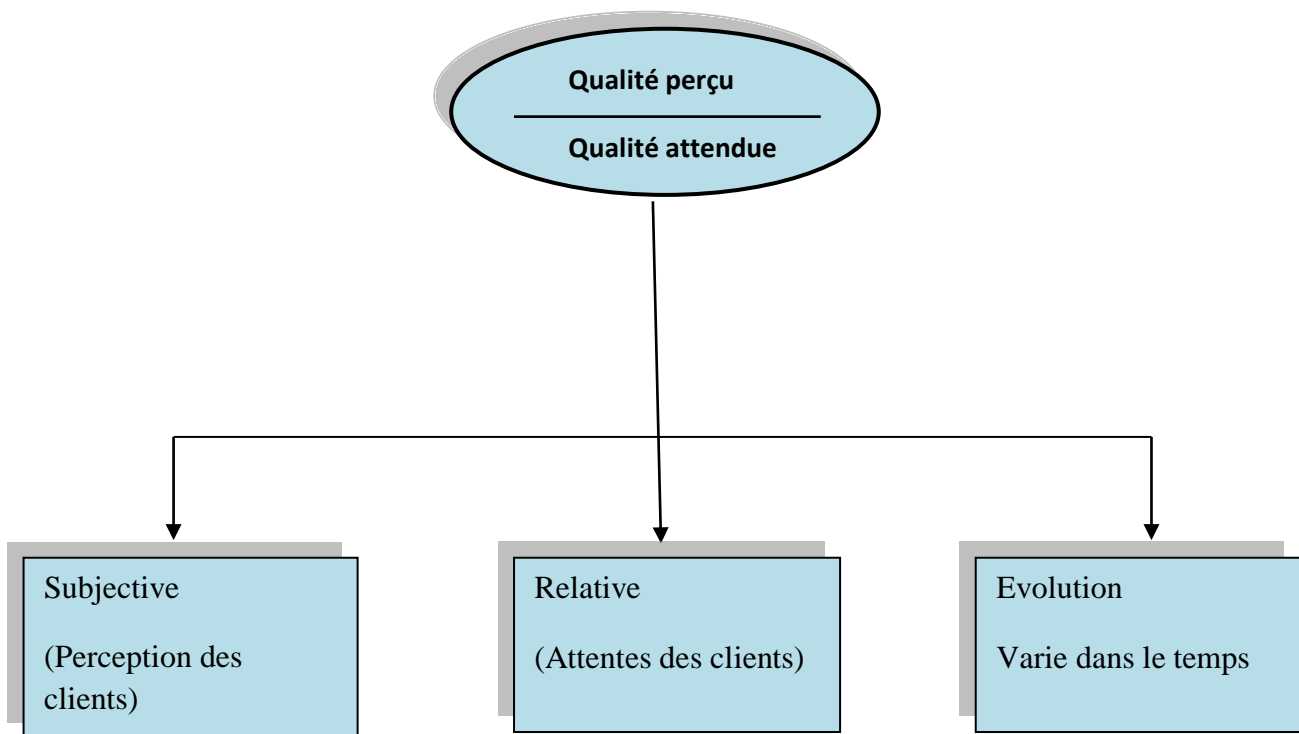 Qualité perçu
Qualité attendue
Subjective
(Perception des
clients)
Relative
(Attentes des clients)
Evolution
Varie dans le temps